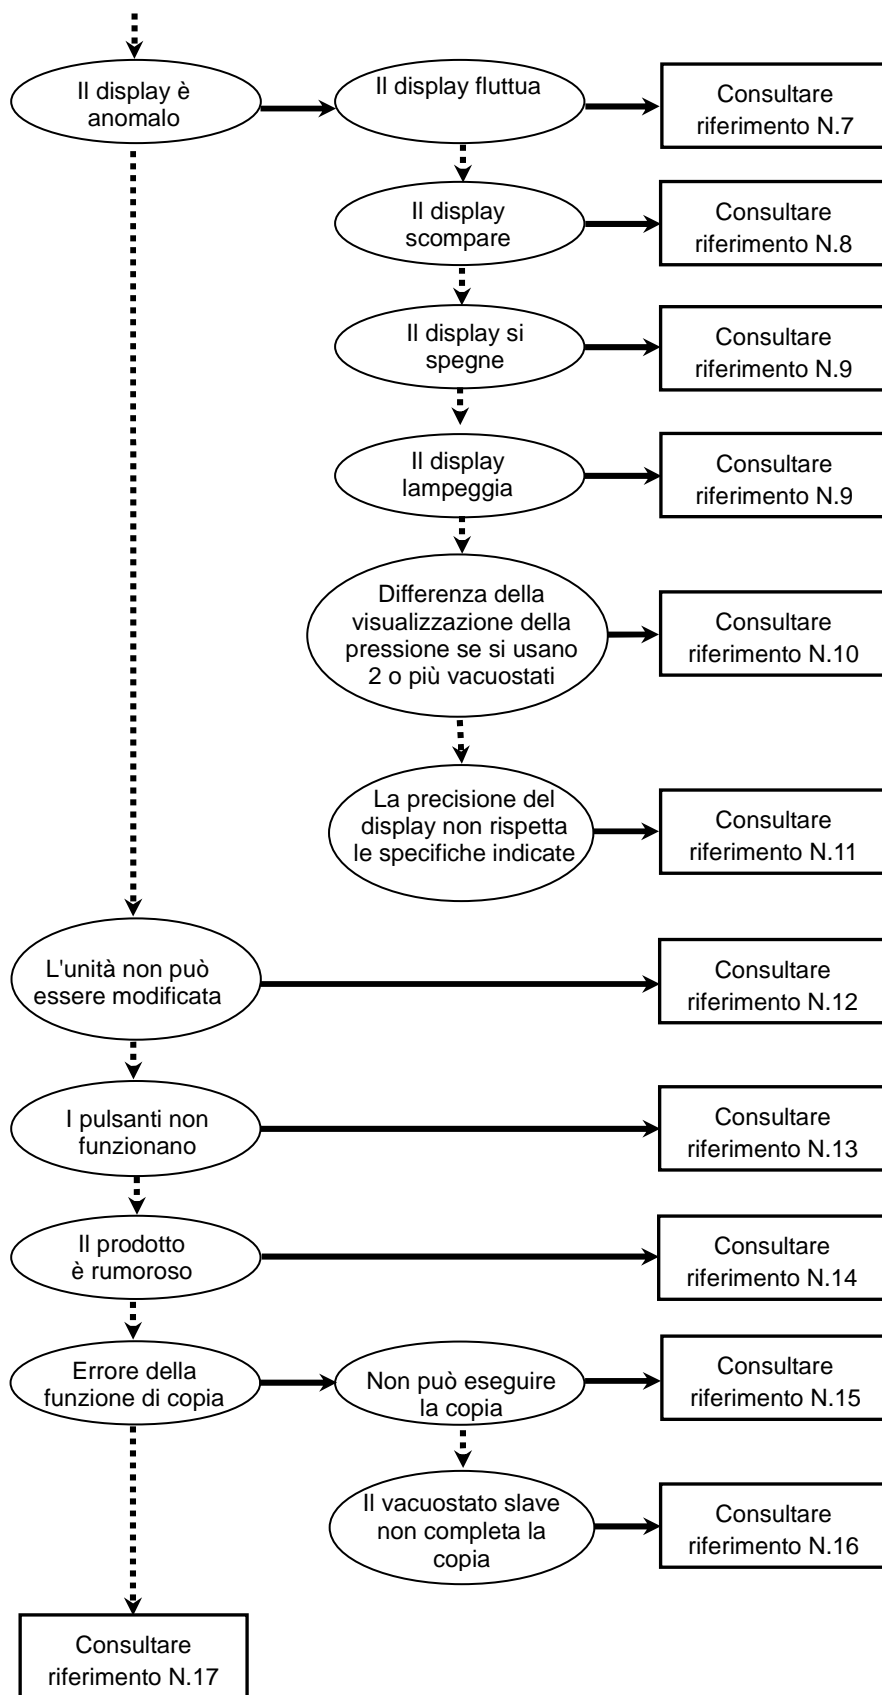 Il display è
anomalo
Il display fluttua
Consultare
riferimento N.7
Il display
scompare
Consultare
riferimento N.8
Il display si
spegne
Consultare
riferimento N.9
Il display
lampeggia
Consultare
riferimento N.9
Differenza della
visualizzazione della
pressione se si usano
2 o più vacuostati
Consultare
riferimento N.10
La precisione del
display non rispetta
le specifiche indicate
Consultare
riferimento N.11
L'unità non può
essere modificata
Consultare
riferimento N.12
I pulsanti non
funzionano
Consultare
riferimento N.13
Il prodotto
è rumoroso
Consultare
riferimento N.14
Errore della
funzione di copia
Non può eseguire
la copia
Consultare
riferimento N.15
Il vacuostato slave
non completa la
copia
Consultare
riferimento N.16
Consultare
riferimento N.17